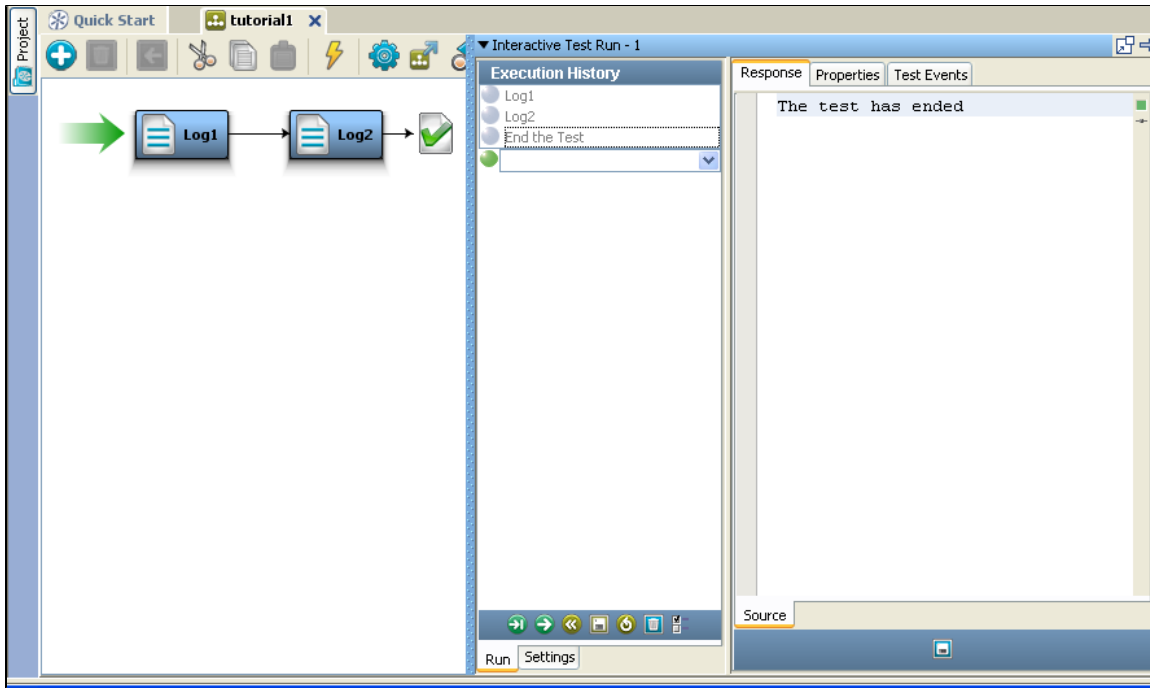 Project
Quick Start
tutorial1
Log1
Log2
Interactive Test Run - 1
Execution History
Log1
Log2
End the Test
Run
Settings
Response
Properties
Test Events
The test has ended
Source